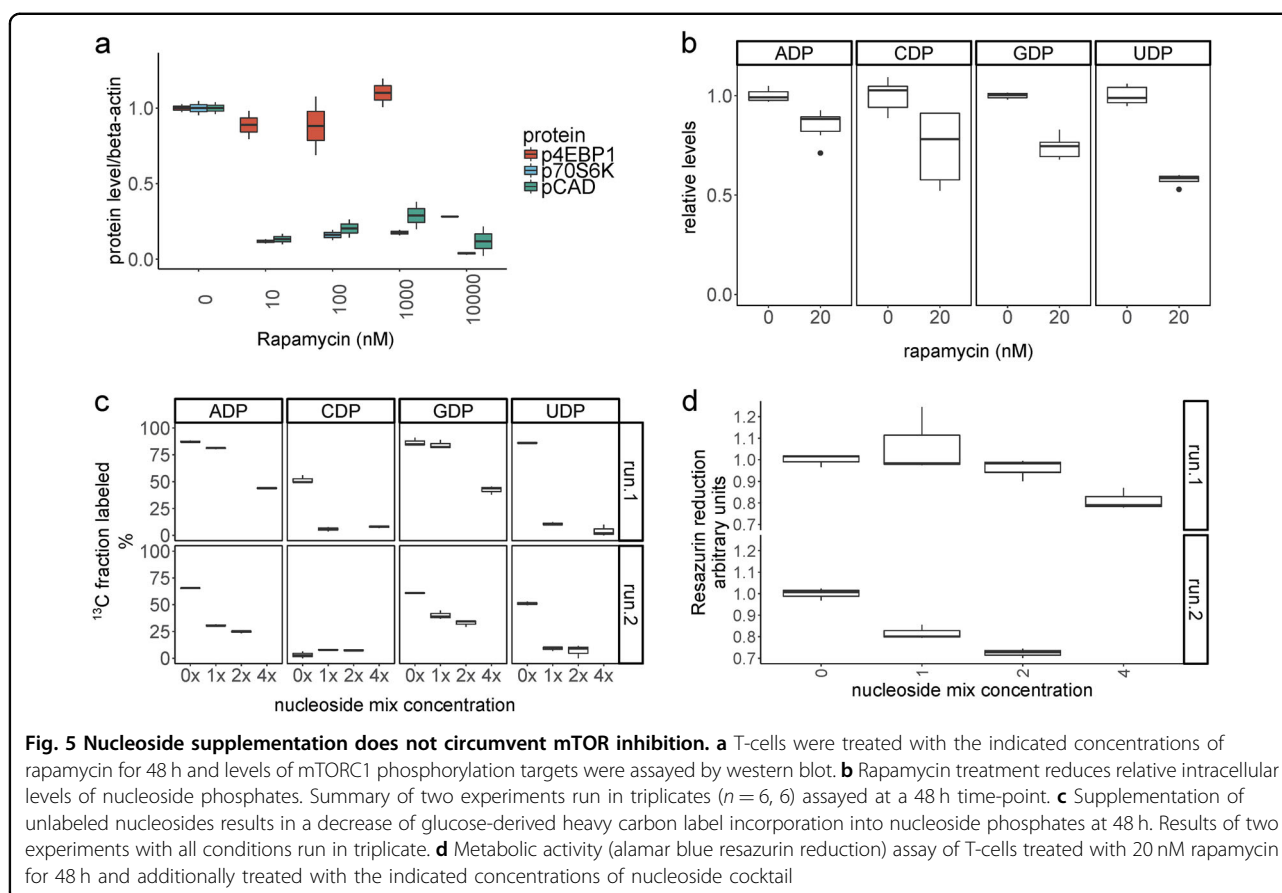 a
1.0
0.5
0.0
protein level/beta-actin
0
10
100
1000
10000
Rapamycin (nM)
protein
p4EBP1
p70S6K
pCAD
b
ADP CDP GDP UDP
1.0
0.5
0.0
relative levels
0 20 0 20 0 20 0 20
rapamycin (nM)
c
ADP CDP GDP UDP
100
75
50
25
0
run.1
100
75
50
25
0
run.2
13C fraction labeled
%
0x 1x 2x 4x 0x 1x 2x 4x 0x 1x 2x 4x 0x 1x 2x 4x
nucleoside mix concentration
d
1.2
1.1
1.0
0.9
0.8
0.7
run.1
1.2
1.1
1.0
0.9
0.8
0.7
run.2
Resazurin reduction
arbitrary units
0
1
2
4
nucleoside mix concentration
Fig. 5 Nucleoside supplementation does not circumvent mTOR inhibition. a T-cells were treated with the indicated concentrations of
rapamycin for 48 h and levels of mTORC1 phosphorylation targets were assayed by western blot. b Rapamycin treatment reduces relative intracellular
levels of nucleoside phosphates. Summary of two experiments run in triplicates (n = 6, 6) assayed at a 48 h time-point. c Supplementation of
unlabeled nucleosides results in a decrease of glucose-derived heavy carbon label incorporation into nucleoside phosphates at 48 h. Results of two
experiments with all conditions run in triplicate. d Metabolic activity (alamar blue resazurin reduction) assay of T-cells treated with 20 nM rapamycin
for 48 h and additionally treated with the indicated concentrations of nucleoside cocktail